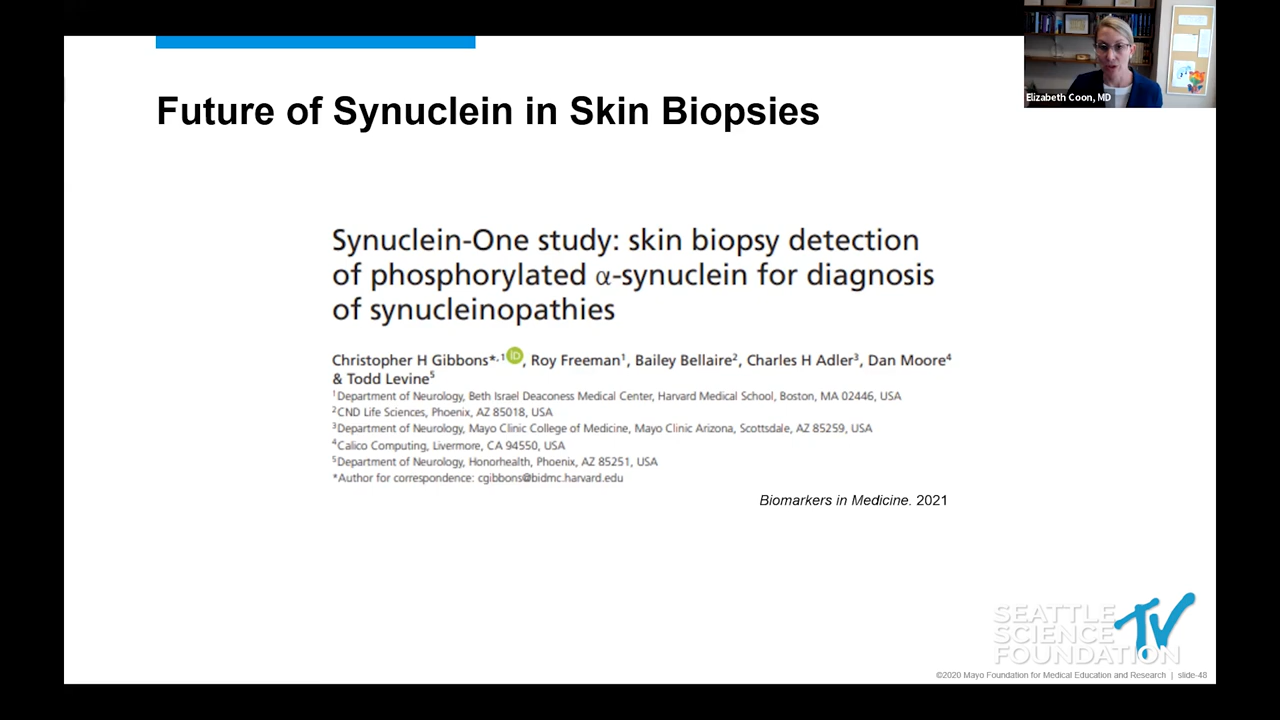 Elizabeth Coon, MD
Future of Synuclein in Skin Biopsies
Synuclein-One study: skin biopsy detection
of phosphorylated α-synuclein for diagnosis
of synucleinopathies
Christopher H Gibbons*,1 iD, Roy Freeman1, Bailey Bellaire2, Charles H Adler3, Dan Moore4
& Todd Levine5
1Department of Neurology, Beth Israel Deaconess Medical Center, Harvard Medical School, Boston, MA 02446, USA
2CND Life Sciences, Phoenix, AZ 85018, USA
3Department of Neurology, Mayo Clinic College of Medicine, Mayo Clinic Arizona, Scottsdale, AZ 85259, USA
4Calico Computing, Livermore, CA 94550, USA
5Department of Neurology, Honorhealth, Phoenix, AZ 85251, USA
*Author for correspondence: cgibbons@bidmc.harvard.edu
Biomarkers in Medicine. 2021
SEATTLE
SCIENCE
FOUNDATION
TV
©2020 Mayo Foundation for Medical Education and Research | slide-48